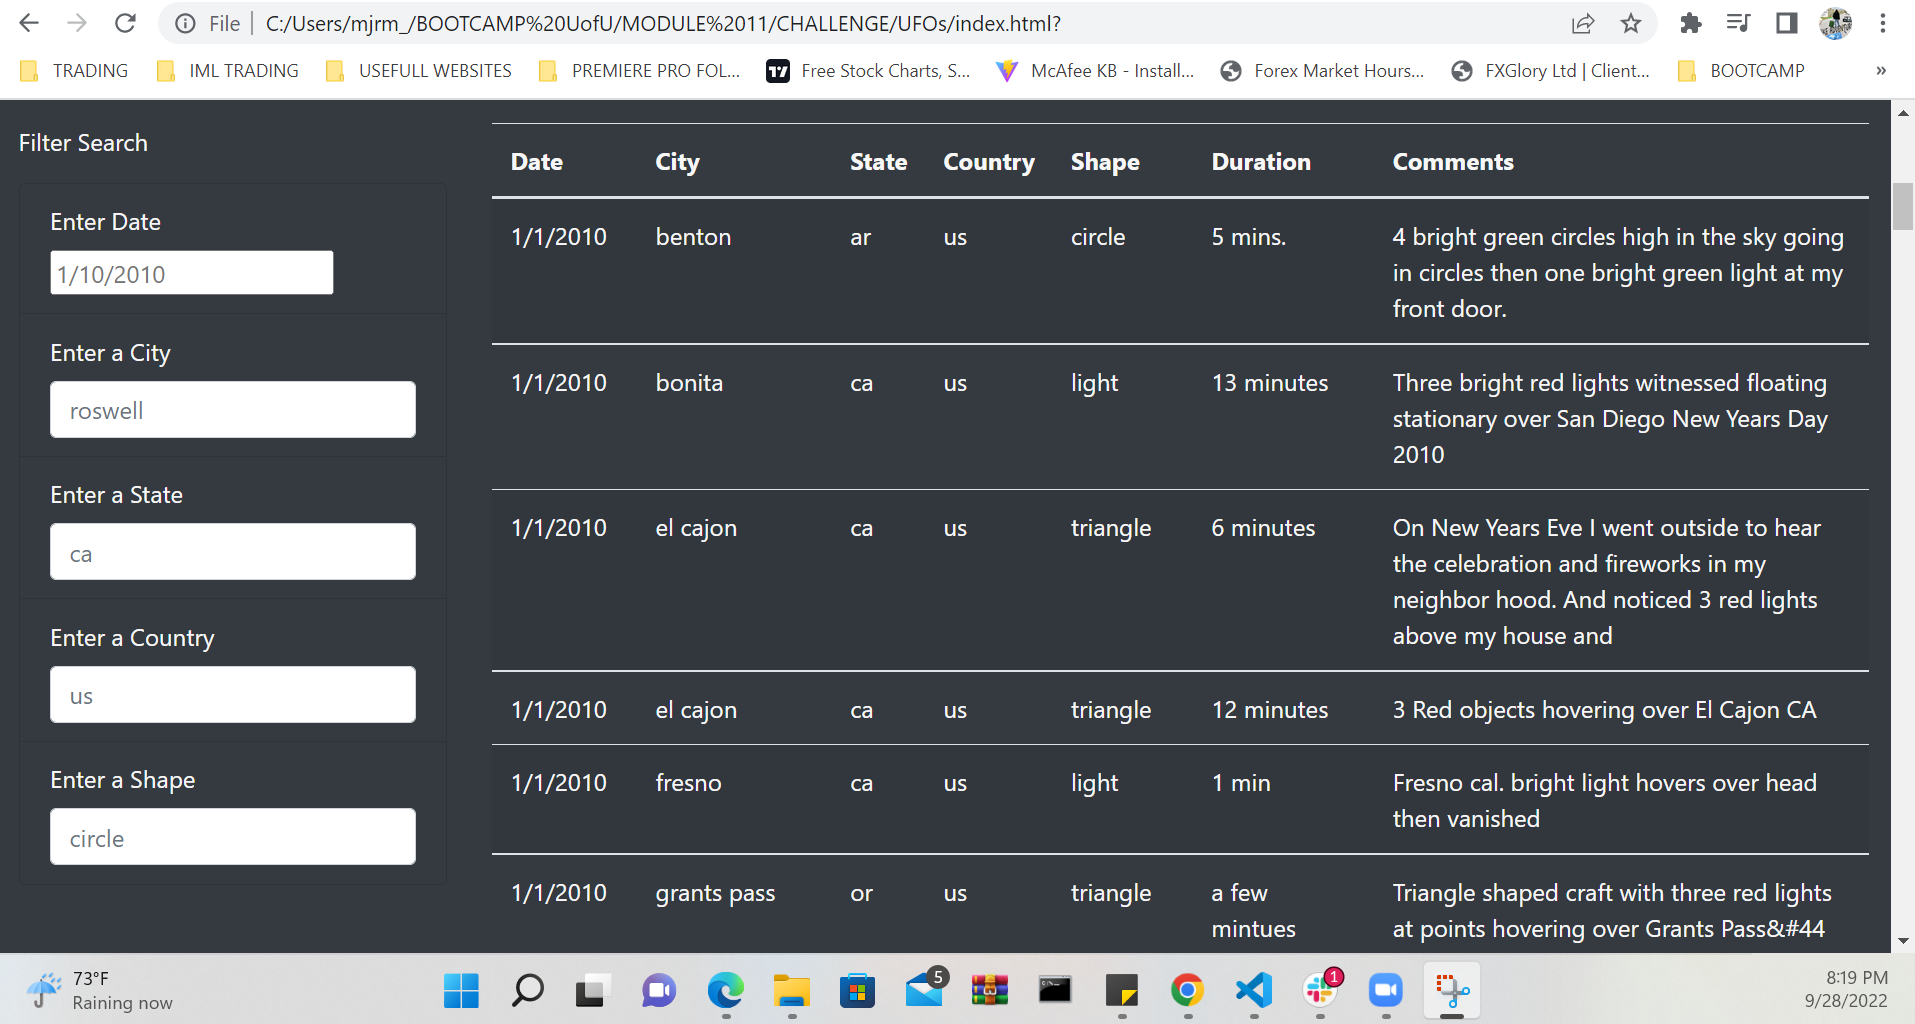 File C:/Users/mjrm_/BOOTCAMP%20UofU/MODULE%2011/CHALLENGE/UFOs/index.html?
TRADING IML TRADING USEFULL WEBSITES PREMIERE PRO FOL... Free Stock Charts, S... McAfee KB - Install... Forex Market Hours... FXGlory Ltd | Client... BOOTCAMP »
Filter Search
Enter Date
1/10/2010
Enter a City
roswell
Enter a State
ca
Enter a Country
us
Enter a Shape
circle
Date City State Country Shape Duration Comments
1/1/2010 benton ar us circle 5 mins. 4 bright green circles high in the sky going
in circles then one bright green light at my
front door.
1/1/2010 bonita ca us light 13 minutes Three bright red lights witnessed floating
stationary over San Diego New Years Day
2010
1/1/2010 el cajon ca us triangle 6 minutes On New Years Eve I went outside to hear
the celebration and fireworks in my
neighbor hood. And noticed 3 red lights
above my house and
1/1/2010 el cajon ca us triangle 12 minutes 3 Red objects hovering over El Cajon CA
1/1/2010 fresno ca us light 1 min Fresno cal. bright light hovers over head
then vanished
1/1/2010 grants pass or us triangle a few Triangle shaped craft with three red lights
mintues at points hovering over Grants Pass&#44
73°F
Raining now
5
1
8:19 PM
9/28/2022